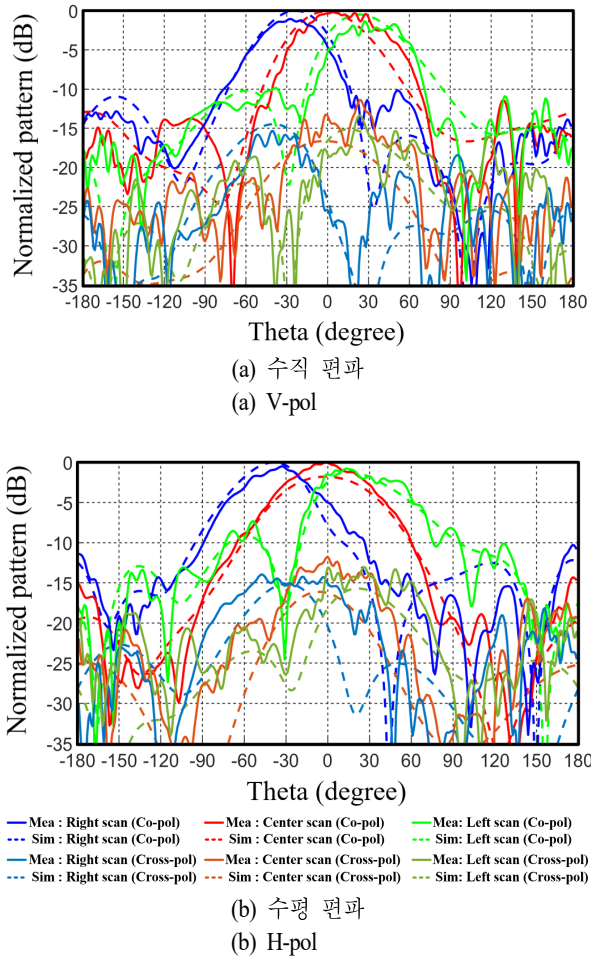 Normalized pattern (dB)
0
-5
-10
-15
-20
-25
-30
-35
-180 -150 -120 -90 -60 -30 0 30 60 90 120 150 180
Theta (degree)
(a) 수직 편파
(a) V-pol
Normalized pattern (dB)
0
-5
-10
-15
-20
-25
-30
-35
-180 -150 -120 -90 -60 -30 0 30 60 90 120 150 180
Theta (degree)
Mea : Right scan (Co-pol) Mea : Center scan (Co-pol) Mea: Left scan (Co-pol)
Sim : Right scan (Co-pol) Sim : Center scan (Co-pol) Sim: Left scan (Co-pol)
Mea : Right scan (Cross-pol) Mea : Center scan (Cross-pol) Mea: Left scan (Cross-pol)
Sim : Right scan (Cross-pol) Sim : Center scan (Cross-pol) Sim: Left scan (Cross-pol)
(b) 수평 편파
(b) H-pol